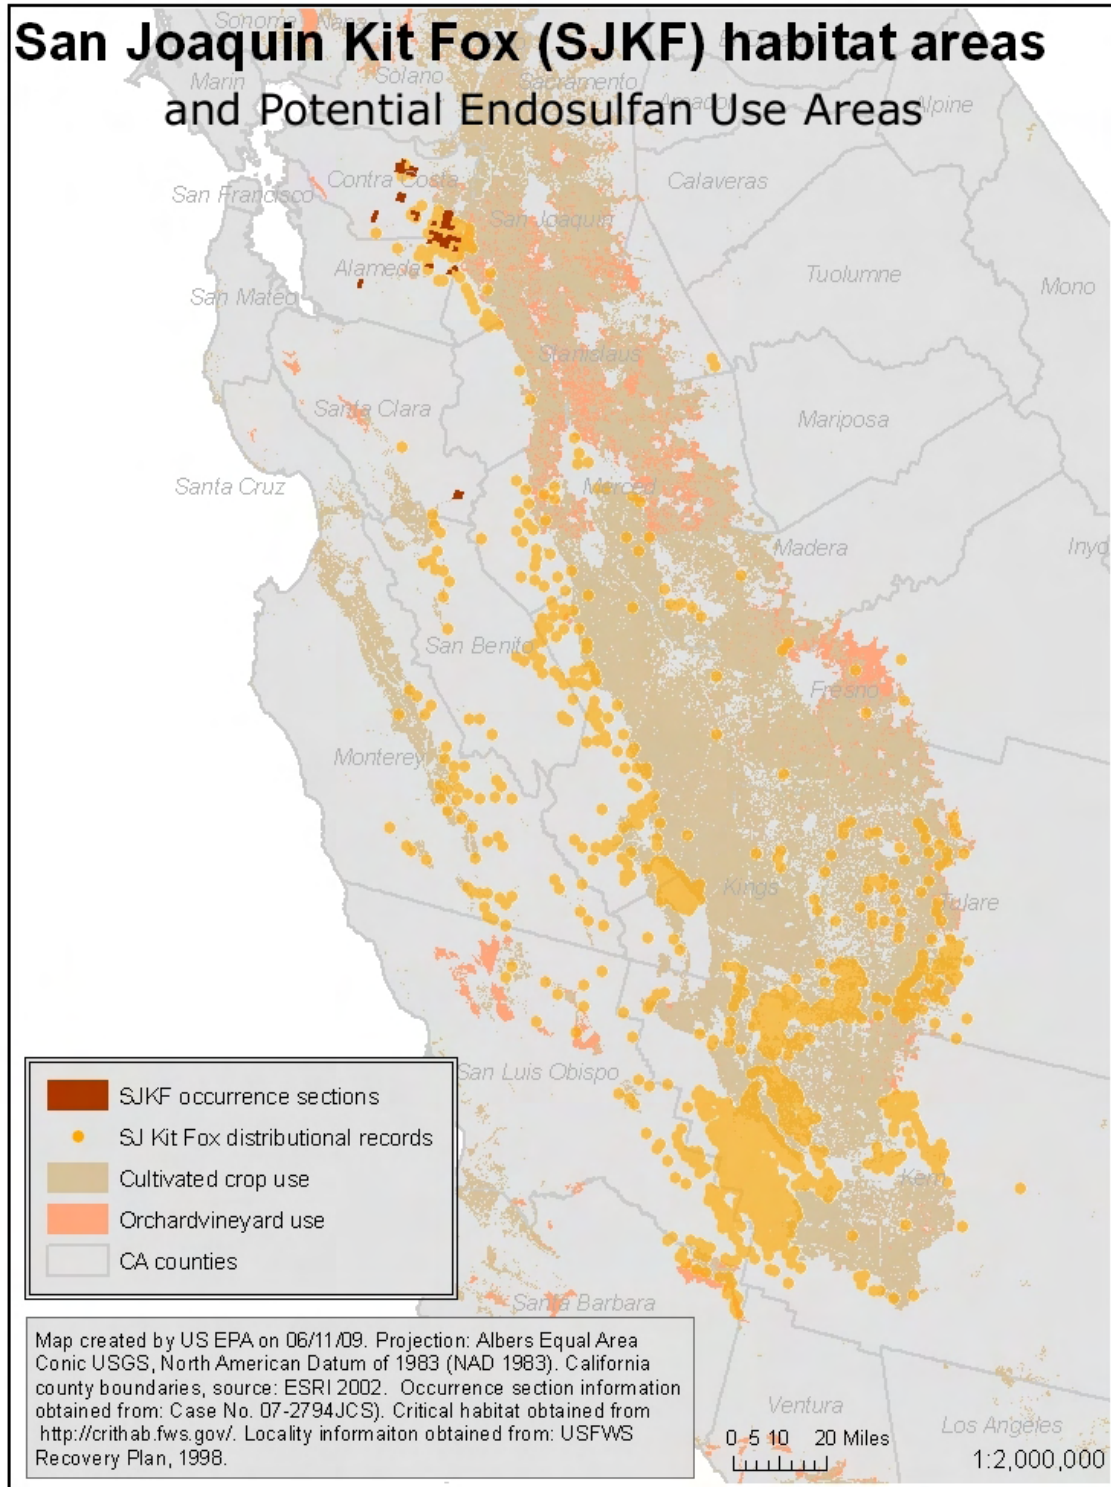 Sonoma Napa
San Joaquin Kit Fox (SJKF) habitat areas
Marin Solano Sacramento
and Potential Endosulfan Use Areas
Amador Alpine
San Francisco Contra Costa Calaveras
San Joaquin
Alameda Tuolumne
San Mateo Mono
Stanislaus
Santa Clara Mariposa
Santa Cruz Merced
Madera Inyo
San Benito
Fresno
Monterey
Kings
Tulare
San Luis Obispo
Kern
Santa Barbara
Ventura
Los Angeles
SJKF occurrence sections
SJ Kit Fox distributional records
Cultivated crop use
Orchardvineyard use
CA counties
Map created by US EPA on 06/11/09. Projection: Albers Equal Area
Conic USGS, North American Datum of 1983 (NAD 1983). California
county boundaries, source: ESRI 2002. Occurrence section information
obtained from: Case No. 07-2794JCS). Critical habitat obtained from
http://crithab.fws.gov/. Locality informaiton obtained from: USFWS
Recovery Plan, 1998.
0 5 10 20 Miles
1:2,000,000